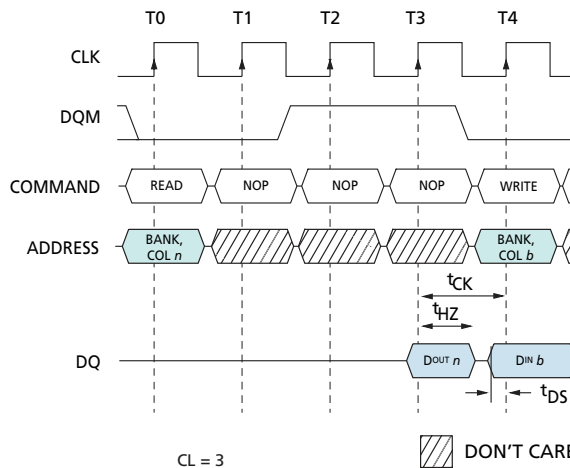 T0 T1 T2 T3 T4
CLK
DQM
COMMAND READ NOP NOP NOP WRITE
ADDRESS BANK, COL n BANK, COL b
tCK
tHZ
DQ DOUT n DIN b
tDS
CL = 3
DON'T CARE